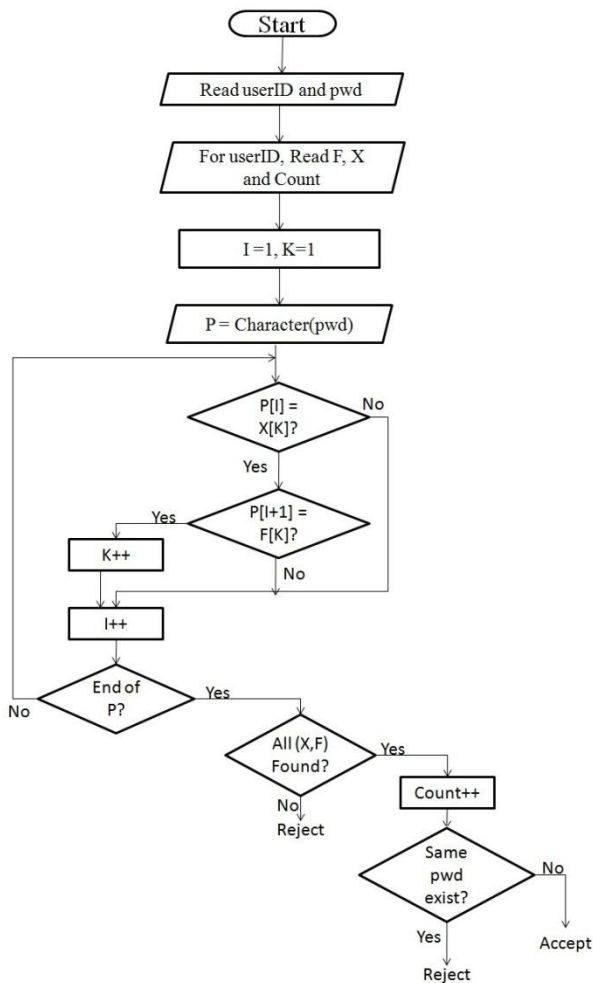 Start
Read userID and pwd
For userID, Read F, X
and Count
I =1, K=1
P = Character(pwd)
P[I] =
X[K]?
No
Yes
P[I+1] =
F[K]?
Yes
No
K++
I++
End of
P?
No
Yes
All (X,F)
Found?
Yes
No
Reject
Count++
Same
pwd
exist?
No
Yes
Accept
Reject